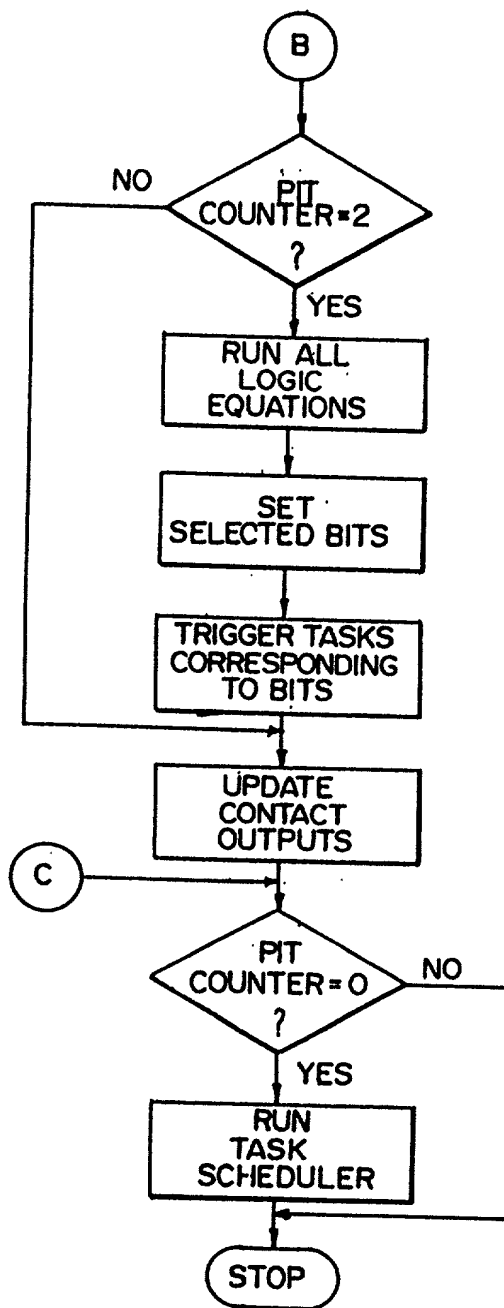 B
NO
PIT
COUNTER=2
?
YES
RUN ALL
LOGIC
EQUATIONS
SET
SELECTED BITS
TRIGGER TASKS
CORRESPONDING
TO BITS
UPDATE
CONTACT
OUTPUTS
C
PIT
COUNTER=0
?
NO
YES
RUN
TASK
SCHEDULER
STOP